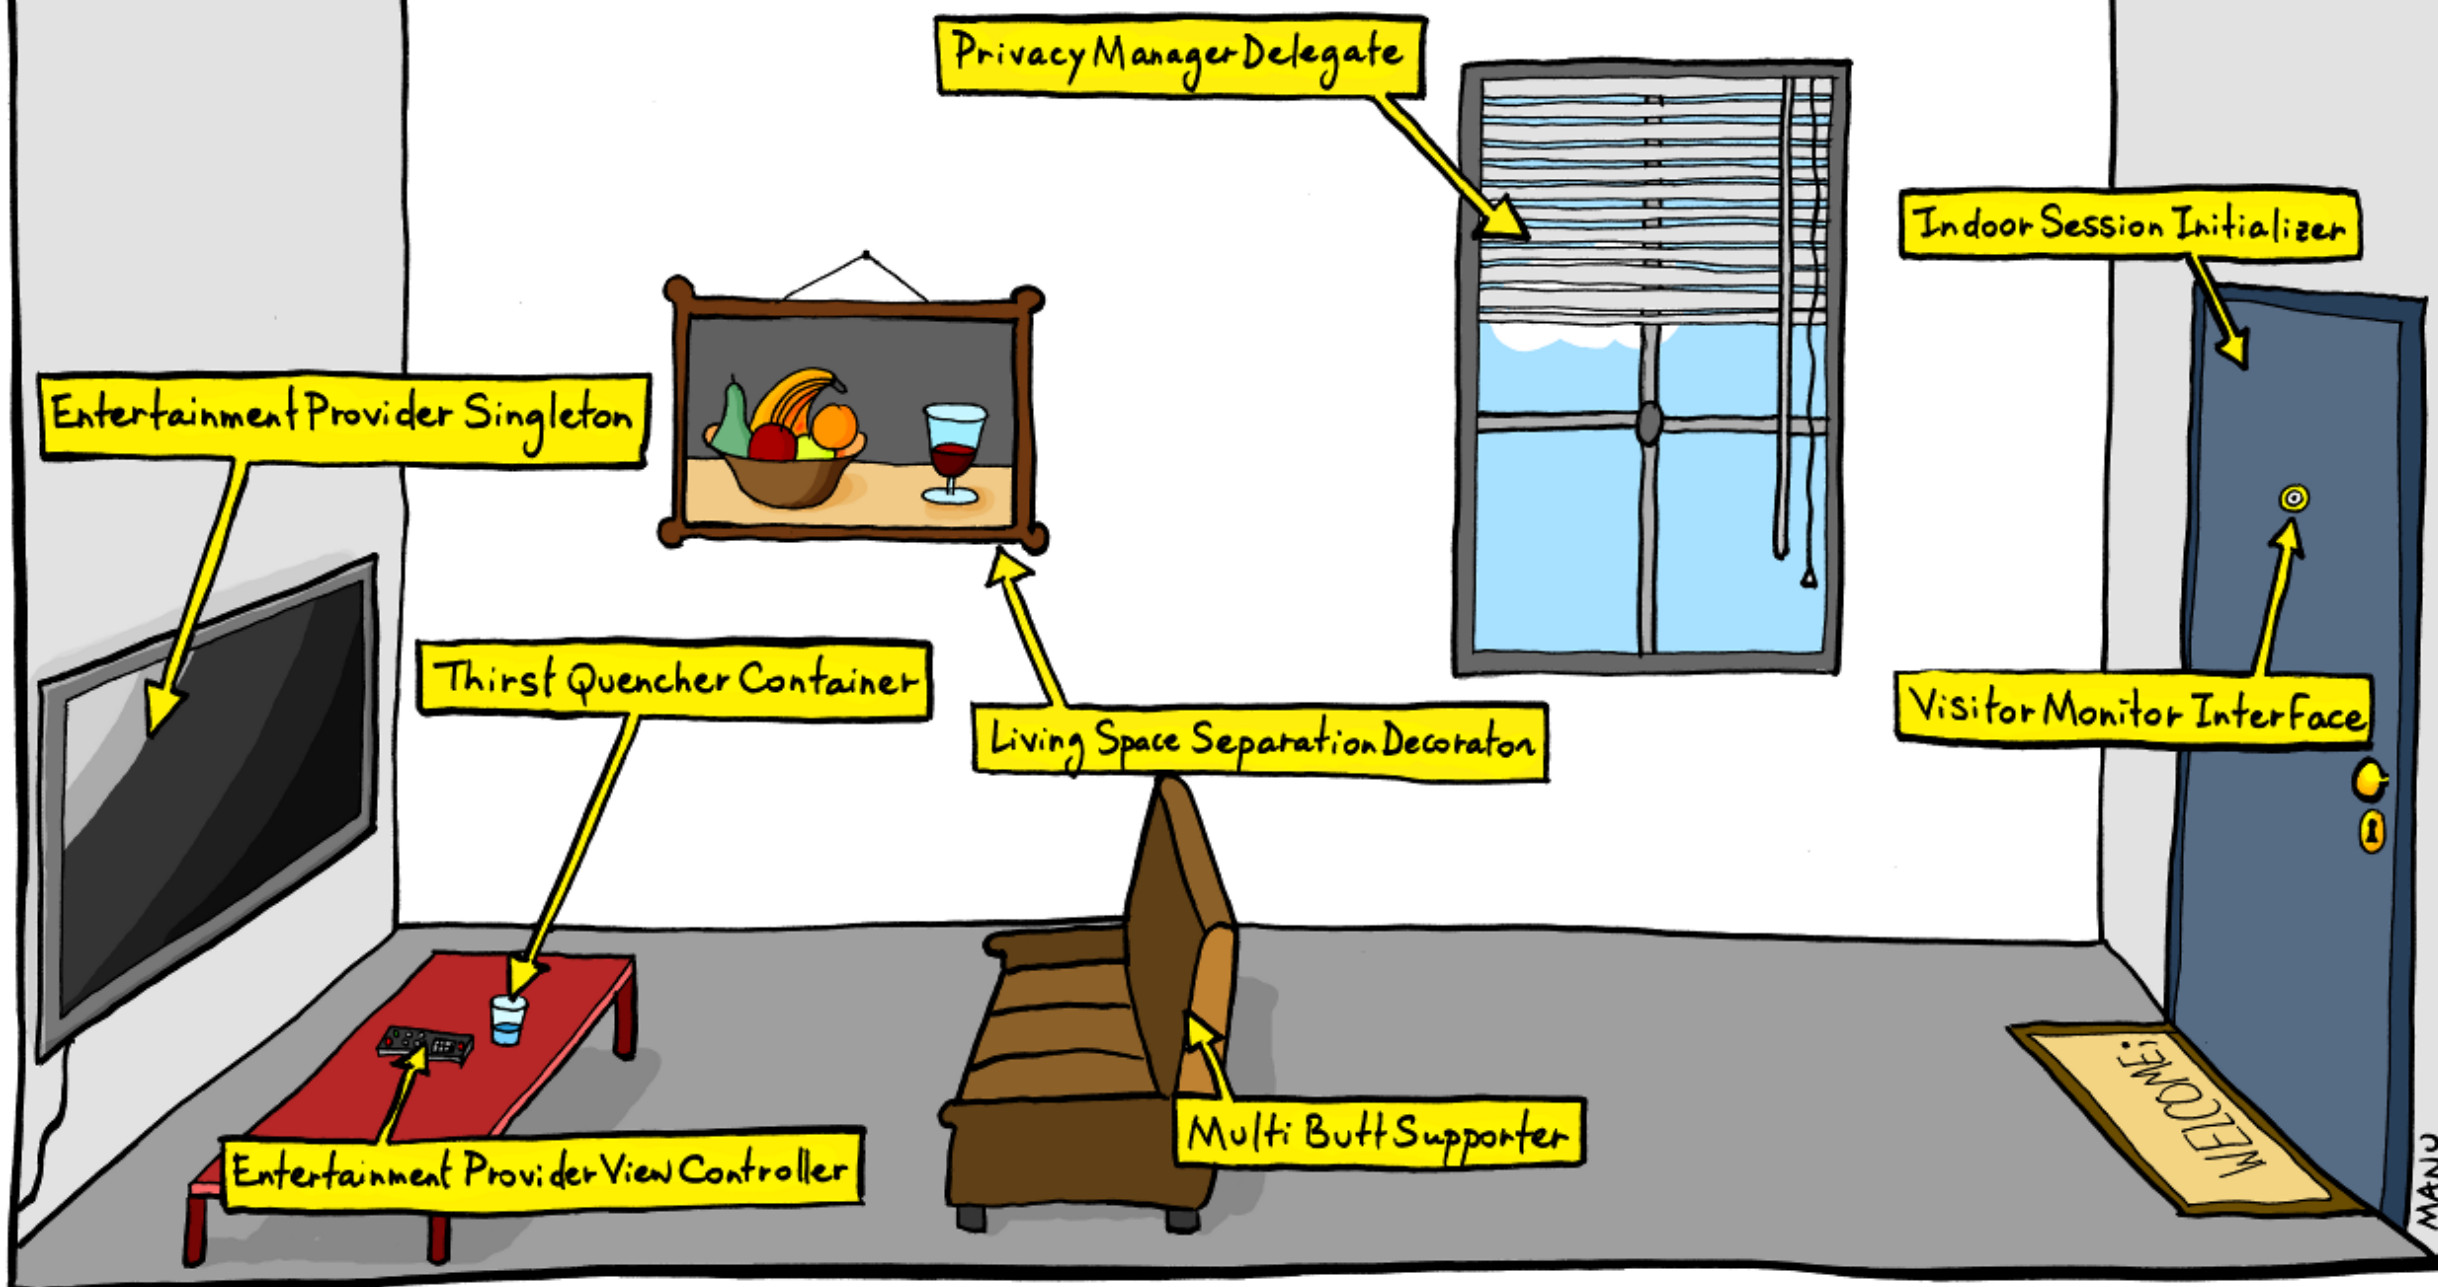 Privacy Manager Delegate
Indoor Session Initializer
Entertainment Provider Singleton
Thirst Quencher Container
Living Space Separation Decorator
Visitor Monitor Interface
Multi Butt Supporter
Entertainment Provider View Controller
WELCOME!
MANU